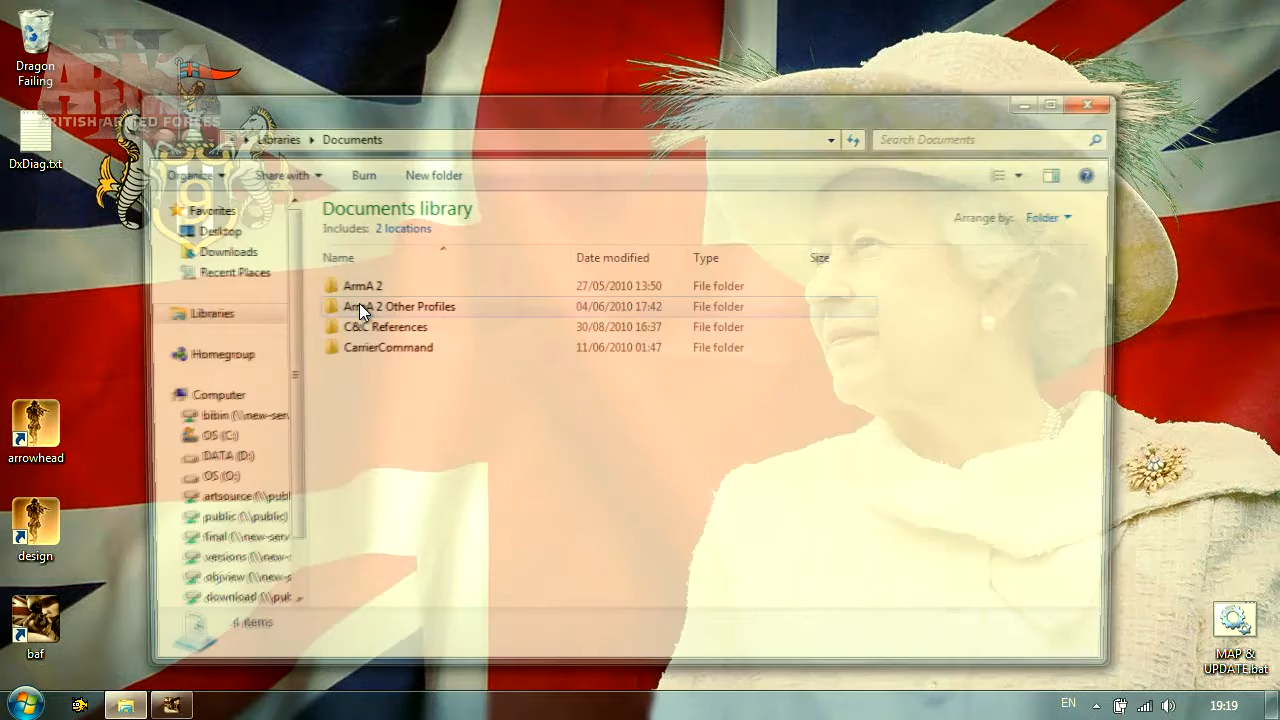 Dragon
Failing
BRITISH ARMED FORCES
19
DxDiag.txt
Libraries
Documents
Search Documents
Organize
Share with
Burn
New folder
Favorites
Desktop
Downloads
Recent Places
Libraries
Homegroup
Computer
bibin (\\new-serv
OS (C:)
DATA (D:)
OS (O:)
artsource (\\publ
public (\\public)
final (\\new-serv
versions (\\new-s
objview (\\new-s
download (\\pub
Documents library
Includes: 2 locations
Arrange by: Folder
Name Date modified Type Size
ArmA 2 27/05/2010 13:50 File folder
ArmA 2 Other Profiles 04/06/2010 17:42 File folder
C&C References 30/08/2010 16:37 File folder
CarrierCommand 11/06/2010 01:47 File folder
4 items
arrowhead
design
baf
MAP &
UPDATE.bat
EN
19:19